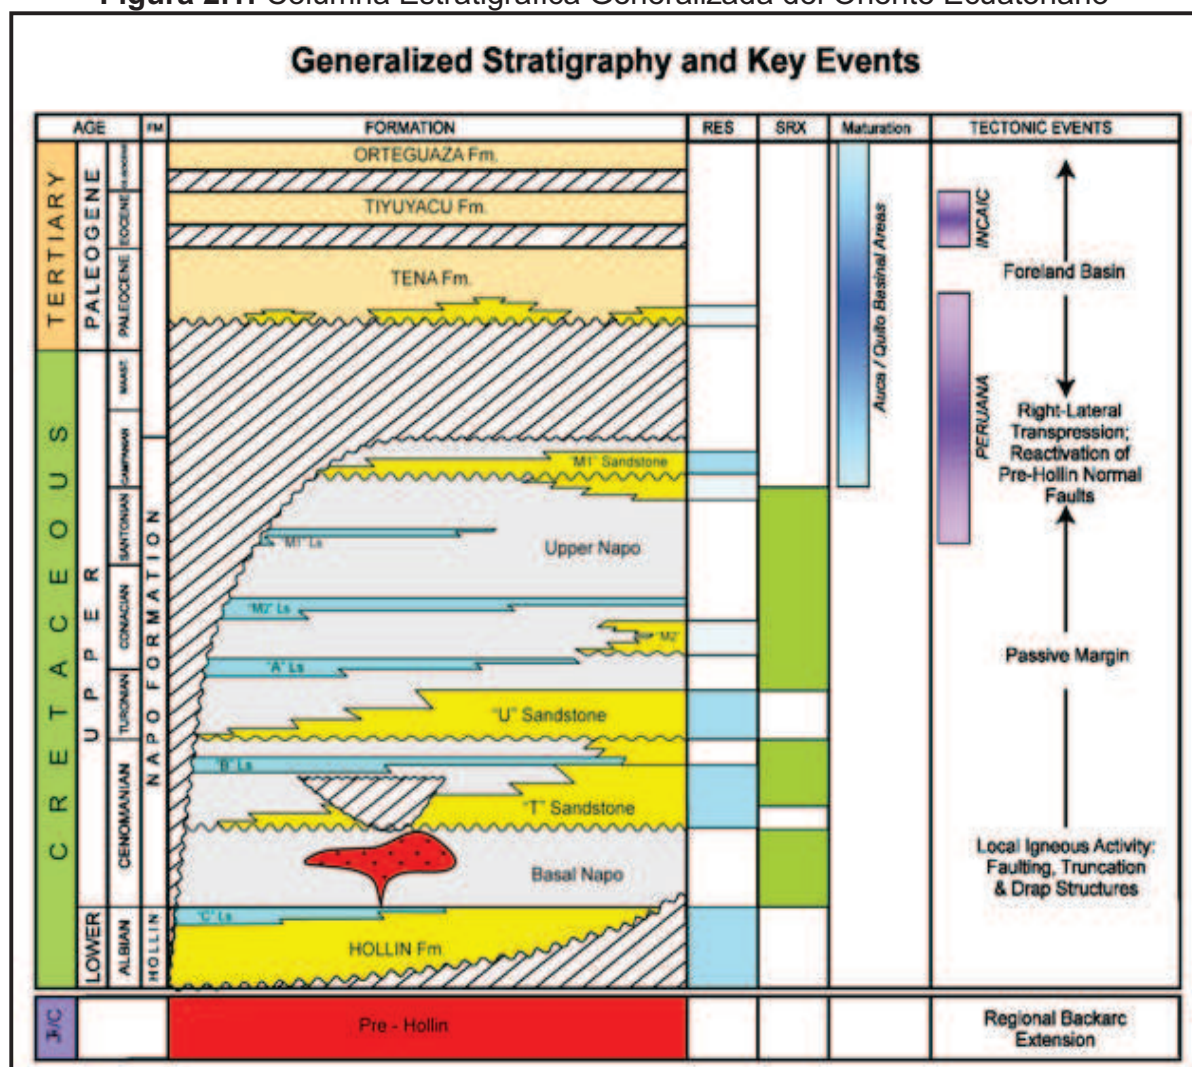 Figura 2.1. Columna Estratigráfica Generalizada del Oriente Ecuatoriano
Generalized Stratigraphy and Key Events
AGE
FM
FORMATION
RES
SRX
Maturation
TECTONIC EVENTS
TERTIARY
PALEOGENE
EOCENE
PALEOCENE
CRETACEOUS
UPPER
MAAST.
CAMPANIAN
SANTONIAN
CONIACIAN
TURONIAN
CENOMANIAN
LOWER
ALBIAN
NAPO FORMATION
HOLLIN
ORTEGUAZA Fm.
TIYUYACU Fm.
TENA Fm.
"M1" Sandstone
"M1" Ls
Upper Napo
"M2" Ls
"M2"
"A" Ls
"U" Sandstone
"B" Ls
"T" Sandstone
Basal Napo
"C" Ls
HOLLIN Fm
Pre - Hollin
Auca / Quito Basinal Areas
INCAIC
PERUANA
Foreland Basin
Right-Lateral
Transpression;
Reactivation of
Pre-Hollin Normal
Faults
Passive Margin
Local Igneous Activity:
Faulting, Truncation
& Drap Structures
Regional Backarc
Extension